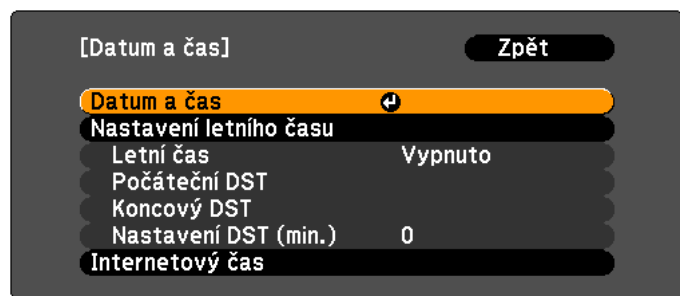 [Datum a čas] Zpět
Datum a čas
Nastavení letního času
Letní čas Vypnuto
Počáteční DST
Koncový DST
Nastavení DST (min.) 0
Internetový čas